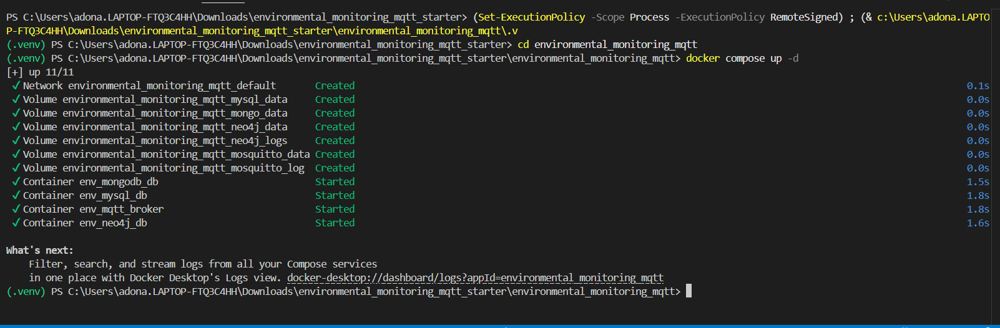 PS C:\Users\adona.LAPTOP-FTQ3C4HH\Downloads\environmental_monitoring_mqtt_starter> (Set-ExecutionPolicy -Scope Process -ExecutionPolicy RemoteSigned) ; (& c:\Users\adona.LAPTO
P-FTQ3C4HH\Downloads\environmental_monitoring_mqtt_starter\environmental_monitoring_mqtt\.v
(.venv) PS C:\Users\adona.LAPTOP-FTQ3C4HH\Downloads\environmental_monitoring_mqtt_starter> cd environmental_monitoring_mqtt
(.venv) PS C:\Users\adona.LAPTOP-FTQ3C4HH\Downloads\environmental_monitoring_mqtt_starter\environmental_monitoring_mqtt> docker compose up -d
[+] up 11/11
✓ Network environmental_monitoring_mqtt_default Created 0.1s
✓ Volume environmental_monitoring_mqtt_mysql_data Created 0.0s
✓ Volume environmental_monitoring_mqtt_mongo_data Created 0.0s
✓ Volume environmental_monitoring_mqtt_neo4j_data Created 0.0s
✓ Volume environmental_monitoring_mqtt_neo4j_logs Created 0.0s
✓ Volume environmental_monitoring_mqtt_mosquitto_data Created 0.0s
✓ Volume environmental_monitoring_mqtt_mosquitto_log Created 0.0s
✓ Container env_mongodb_db Started 1.5s
✓ Container env_mysql_db Started 1.8s
✓ Container env_mqtt_broker Started 1.8s
✓ Container env_neo4j_db Started 1.6s
What's next:
Filter, search, and stream logs from all your Compose services
in one place with Docker Desktop's Logs view. docker-desktop://dashboard/logs?appId=environmental_monitoring_mqtt
(.venv) PS C:\Users\adona.LAPTOP-FTQ3C4HH\Downloads\environmental_monitoring_mqtt_starter\environmental_monitoring_mqtt>